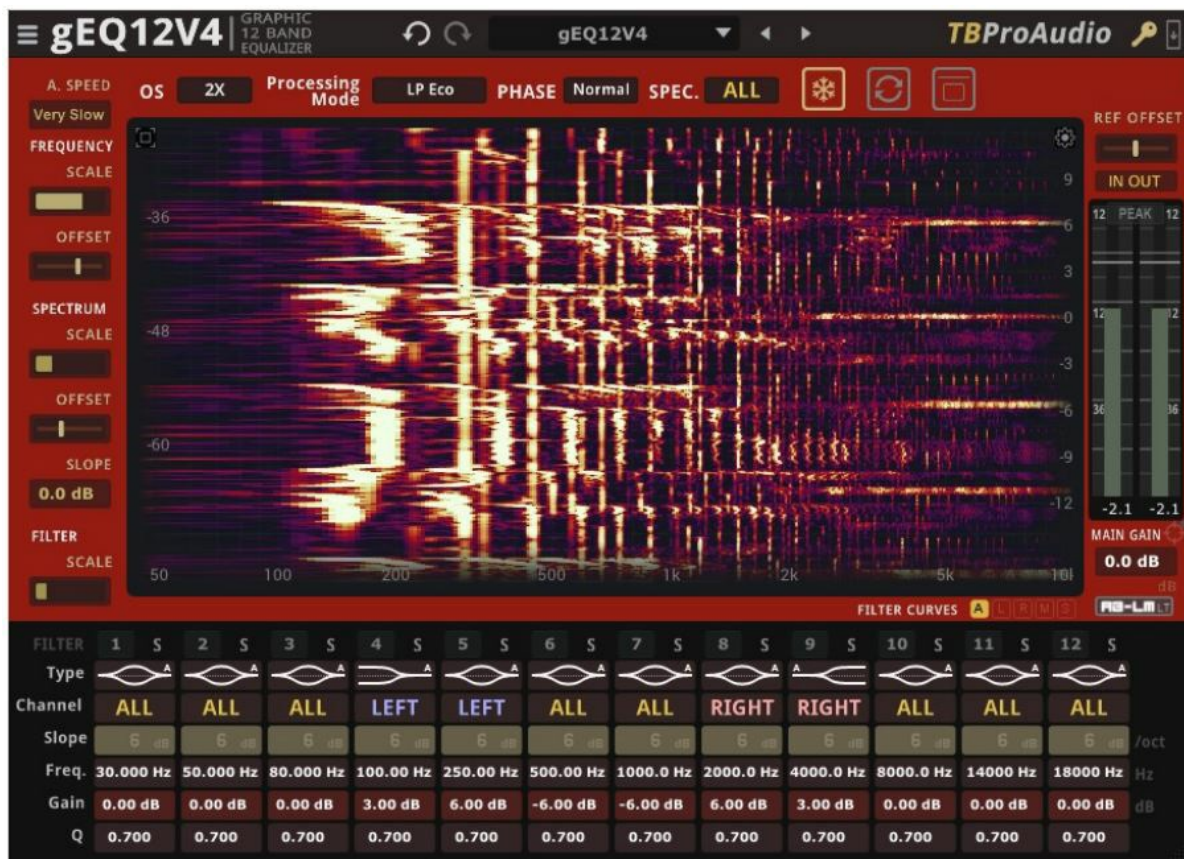 gEQ12V4 GRAPHIC 12 BAND EQUALIZER gEQ12V4 TBProAudio
A. SPEED OS 2X Processing Mode LP Eco PHASE Normal SPEC. ALL
Very Slow
REF OFFSET
FREQUENCY
SCALE
IN OUT
9
12 PEAK 12
-36
6
OFFSET
3
SPECTRUM
-48
0
12 12
SCALE
-3
OFFSET
-6
36 36
-60
-9
SLOPE
0.0 dB
-12
-2.1 -2.1
FILTER
MAIN GAIN
SCALE
0.0 dB
50 100 200 500 1k 2k 5k
dB
FILTER CURVES A L R M S
AB-LM LT
FILTER 1 S 2 S 3 S 4 S 5 S 6 S 7 S 8 S 9 S 10 S 11 S 12 S
Type A A A A A A A A A A A A
Channel ALL ALL ALL LEFT LEFT ALL ALL RIGHT RIGHT ALL ALL ALL
Slope 6 dB 6 dB 6 dB 6 dB 6 dB 6 dB 6 dB 6 dB 6 dB 6 dB 6 dB 6 dB /oct
Freq. 30.000 Hz 50.000 Hz 80.000 Hz 100.00 Hz 250.00 Hz 500.00 Hz 1000.0 Hz 2000.0 Hz 4000.0 Hz 8000.0 Hz 14000 Hz 18000 Hz Hz
Gain 0.00 dB 0.00 dB 0.00 dB 3.00 dB 6.00 dB -6.00 dB -6.00 dB 6.00 dB 3.00 dB 0.00 dB 0.00 dB 0.00 dB dB
Q 0.700 0.700 0.700 0.700 0.700 0.700 0.700 0.700 0.700 0.700 0.700 0.700